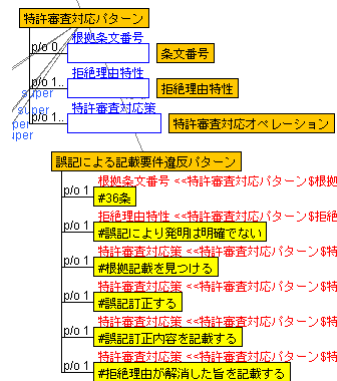 特許審査対応パターン
根拠条文番号
p/o 0.. 条文番号
拒絶理由特性
p/o 1.. 拒絶理由特性
super
特許審査対応策
super
p/o 1.. 特許審査対応オペレーション
誤記による記載要件違反パターン
根拠条文番号 <<特許審査対応パターン$根拠
p/o 1 #36条
拒絶理由特性 <<特許審査対応パターン$拒絶
p/o 1 #誤記により発明は明確でない
特許審査対応策 <<特許審査対応パターン$特
p/o 1 #根拠記載を見つける
特許審査対応策 <<特許審査対応パターン$特
p/o 1 #誤記訂正する
特許審査対応策 <<特許審査対応パターン$特
p/o 1 #誤記訂正内容を記載する
特許審査対応策 <<特許審査対応パターン$特
p/o 1 #拒絶理由が解消した旨を記載する